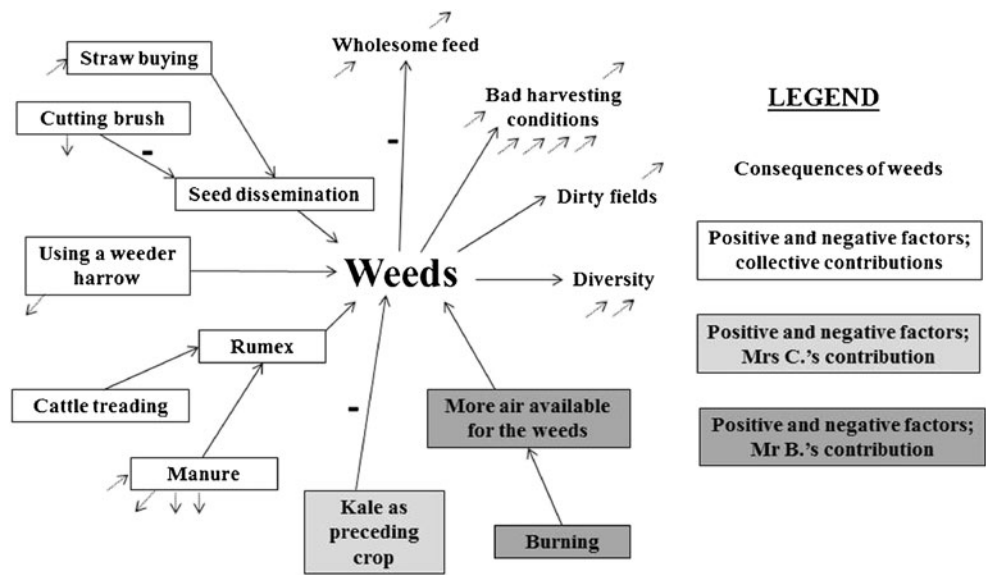 Straw buying
Cutting brush
-
Seed dissemination
Using a weeder
harrow
Rumex
Cattle treading
Manure
Wholesome feed
-
Bad harvesting
conditions
Dirty fields
Weeds
Diversity
-
Kale as
preceding
crop
More air available
for the weeds
Burning
LEGEND
Consequences of weeds
Positive and negative factors;
collective contributions
Positive and negative factors;
Mrs C.'s contribution
Positive and negative factors;
Mr B.'s contribution